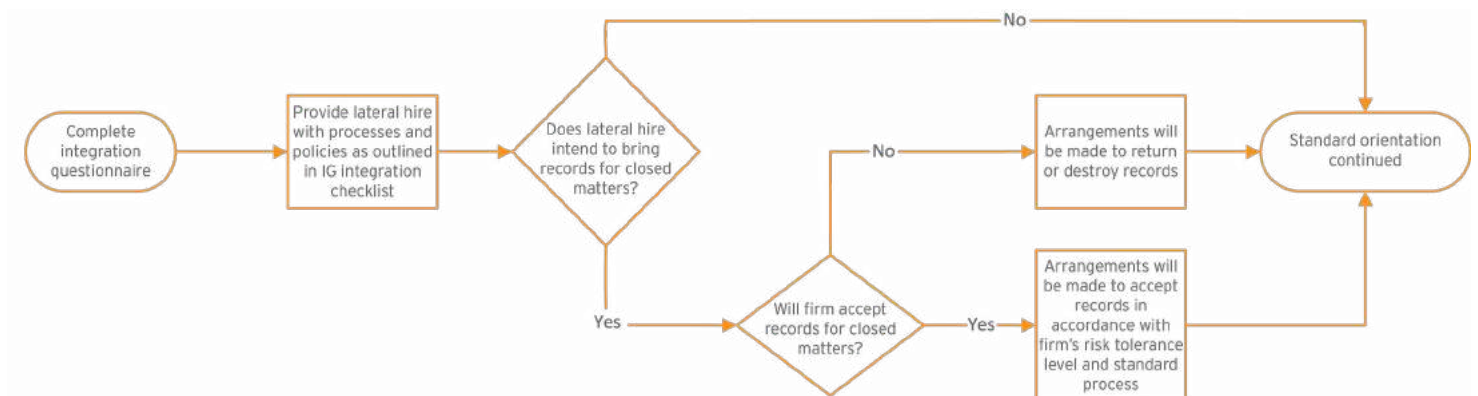 No
Complete
integration
questionnaire
Provide lateral hire
with processes and
policies as outlined
in IG integration
checklist
Does lateral hire
intend to bring
records for closed
matters?
No
Arrangements will
be made to return
or destroy records
Standard orientation
continued
Yes
Will firm accept
records for closed
matters?
Yes
Arrangements will
be made to accept
records in
accordance with
firm's risk tolerance
level and standard
process